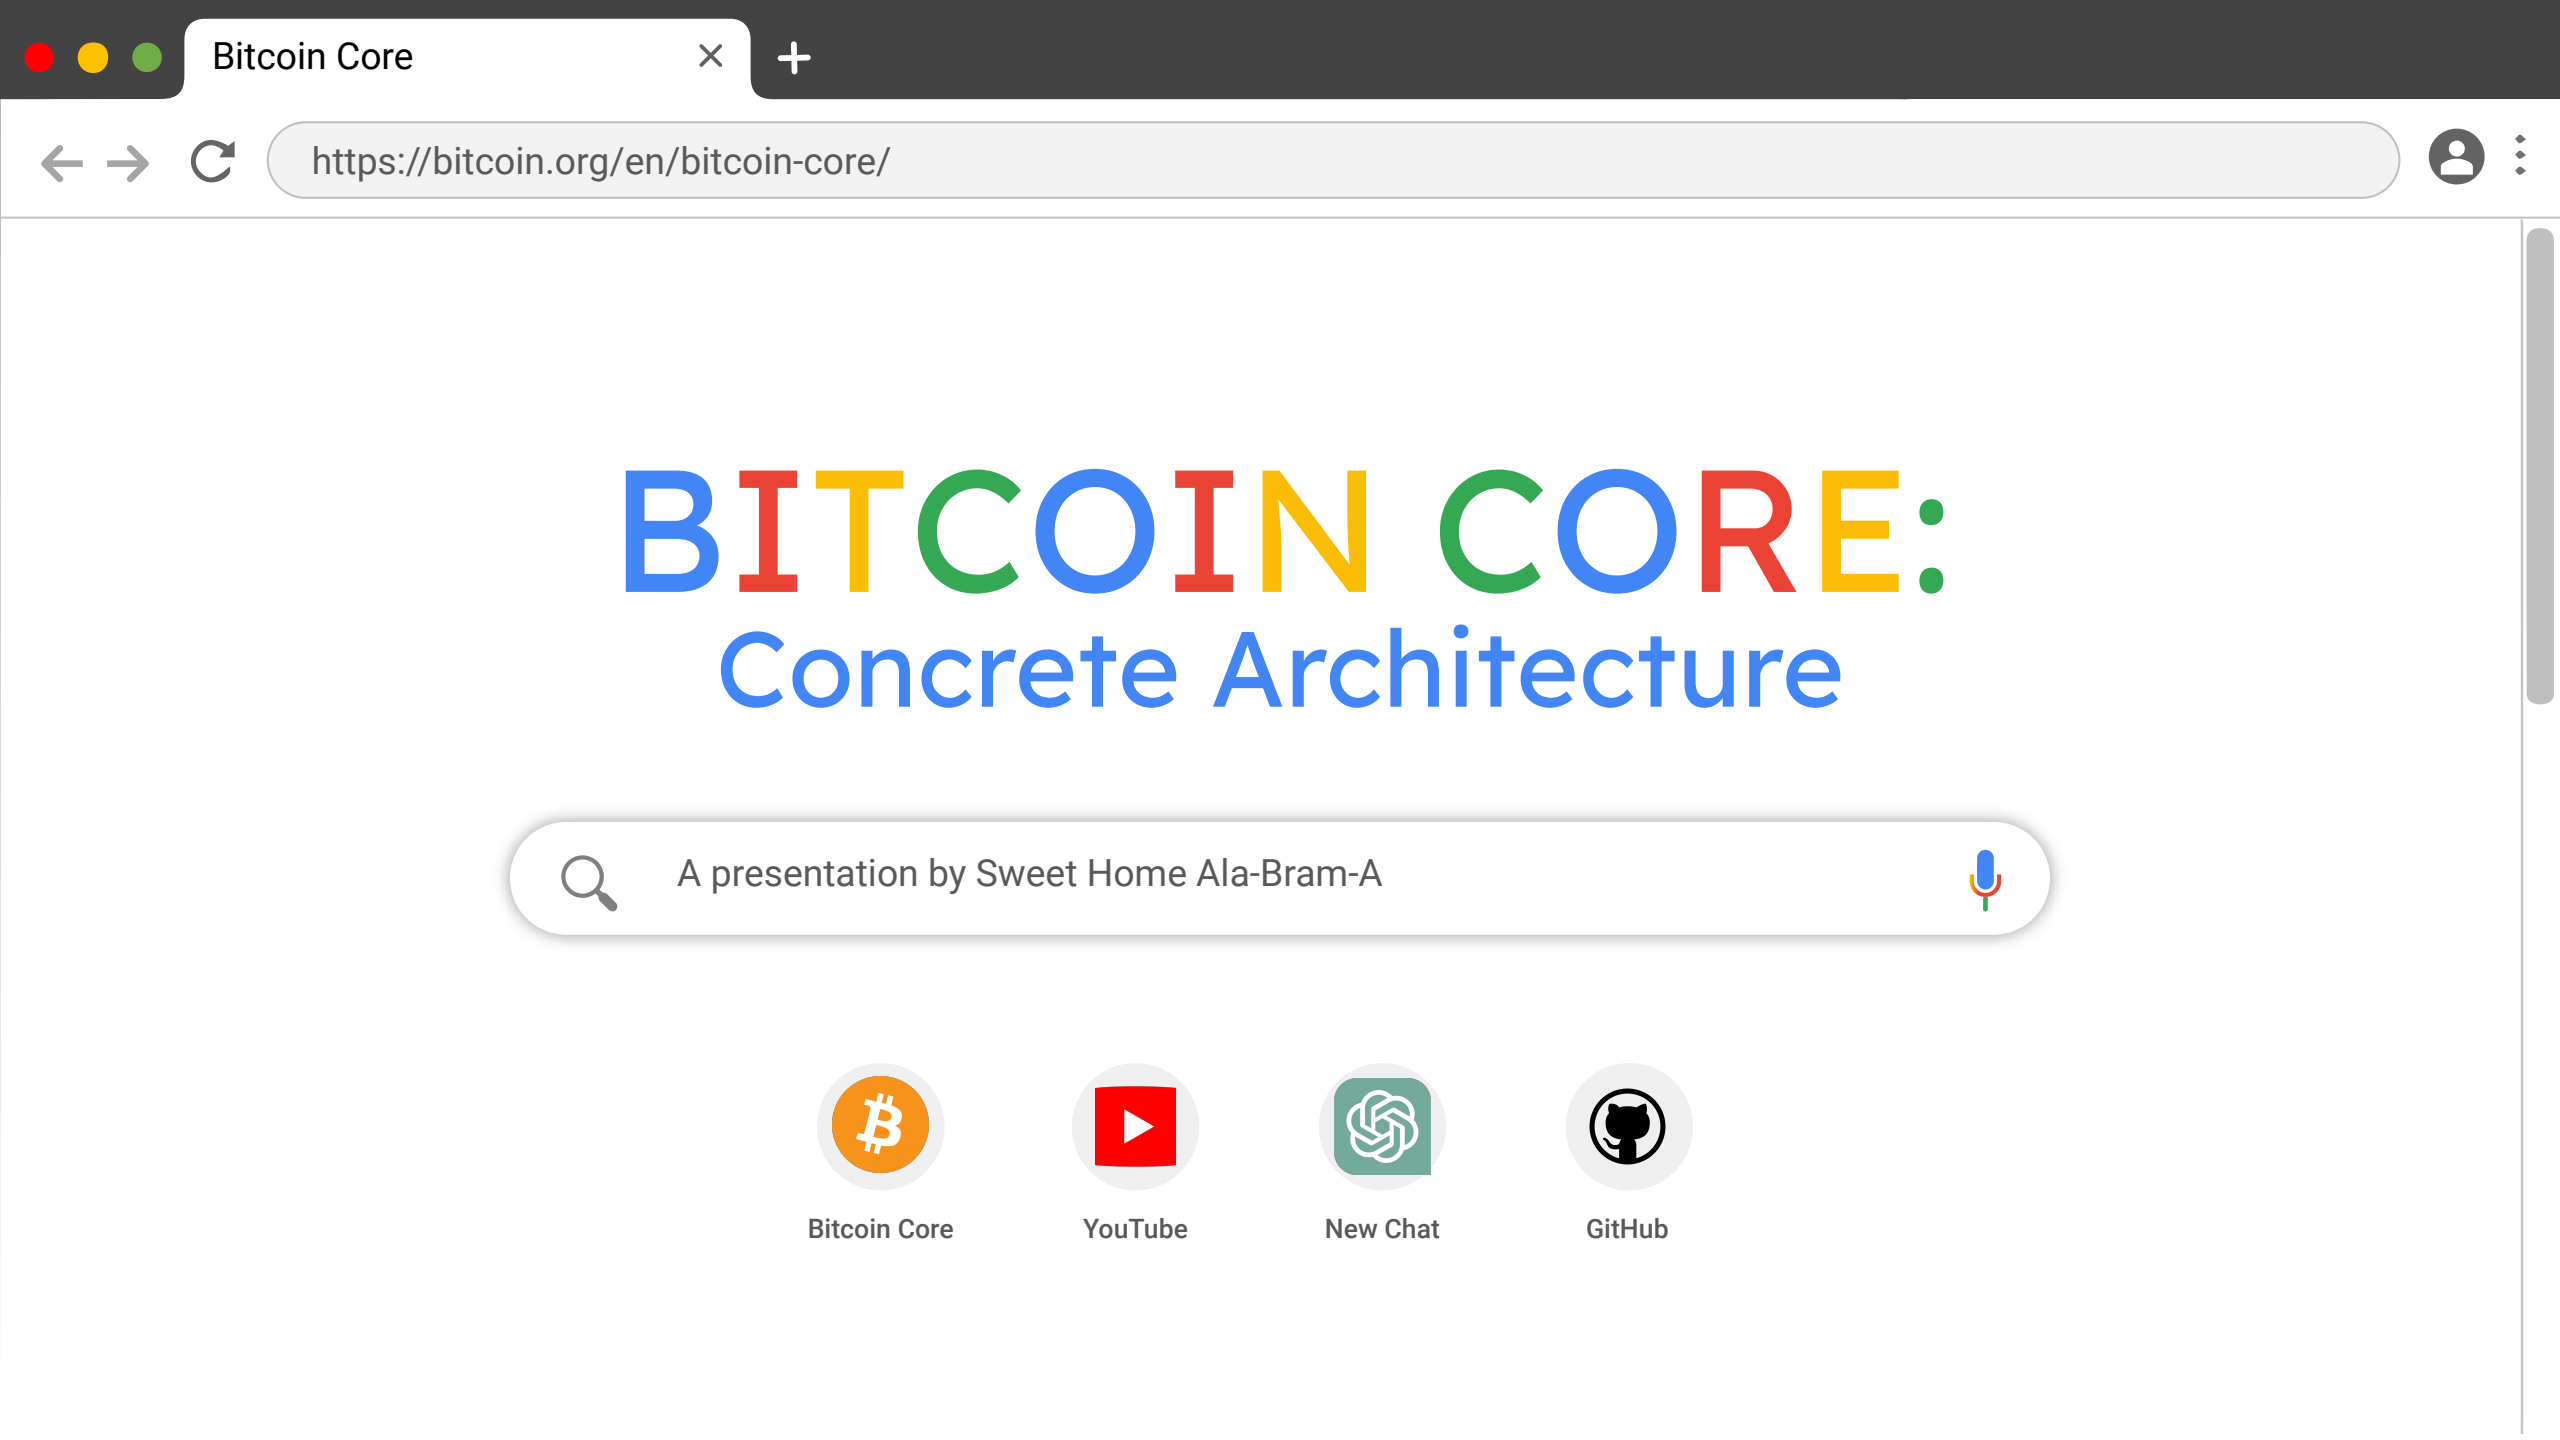 Bitcoin Core
https://bitcoin.org/en/bitcoin-core/
BITCOIN CORE:
Concrete Architecture
A presentation by Sweet Home Ala-Bram-A
Bitcoin Core
YouTube
New Chat
GitHub